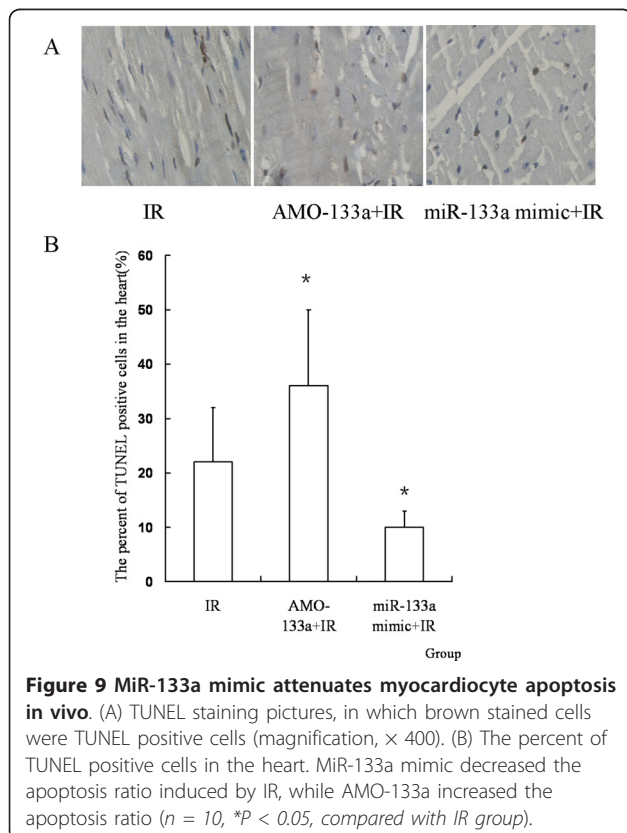 A
IR
AMO-133a+IR
miR-133a mimic+IR
B
The percent of TUNEL positive cells in the heart(%)
60
50
40
30
20
10
0
*
*
IR
AMO-
133a+IR
miR-133a
mimic+IR
Group
Figure 9 MiR-133a mimic attenuates myocardiocyte apoptosis
in vivo. (A) TUNEL staining pictures, in which brown stained cells
were TUNEL positive cells (magnification, × 400). (B) The percent of
TUNEL positive cells in the heart. MiR-133a mimic decreased the
apoptosis ratio induced by IR, while AMO-133a increased the
apoptosis ratio (n = 10, *P < 0.05, compared with IR group).